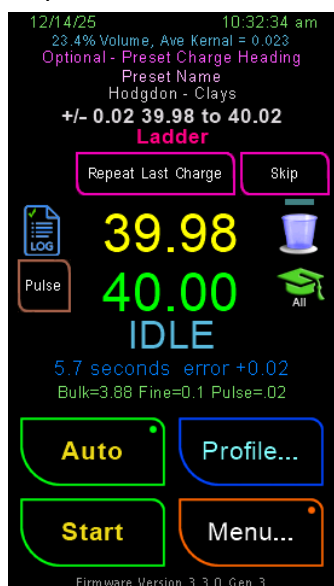 12/14/25 10:32:34 am
23.4% Volume, Ave Kernal = 0.023
Optional - Preset Charge Heading
Preset
Name
Hodgdon - Clays
+/- 0.02 39.98 to 40.02
Ladder
Repeat Last Charge Skip
39.98
LOG
Pulse
40.00
All
IDLE
5.7 seconds error +0.02
Bulk=3.88 Fine=0.1 Pulse=.02
Auto Profile...
Start Menu...
Firmware Version 3.3.0 Gen 3